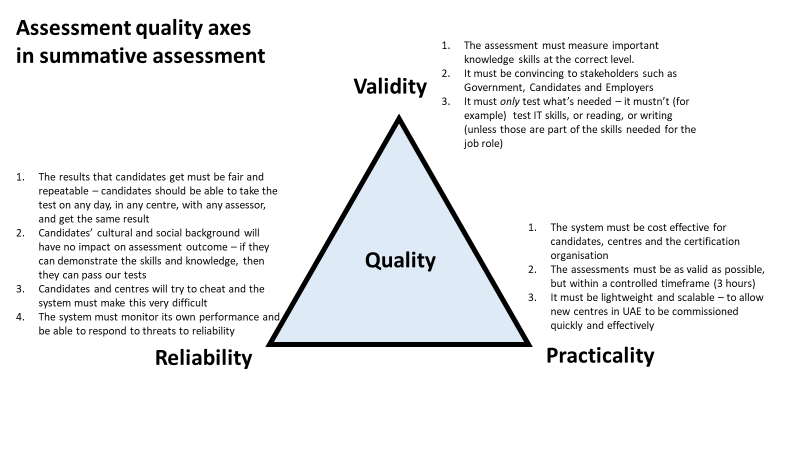 Assessment quality axes
in summative assessment
1. The assessment must measure important
knowledge skills at the correct level.
2. It must be convincing to stakeholders such as
Government, Candidates and Employers
3. It must only test what's needed – it mustn't (for
example) test IT skills, or reading, or writing
(unless those are part of the skills needed for the
job role)
Validity
1. The results that candidates get must be fair and
repeatable – candidates should be able to take the
test on any day, in any centre, with any assessor,
and get the same result
2. Candidates' cultural and social background will
have no impact on assessment outcome – if they
can demonstrate the skills and knowledge, then
they can pass our tests
3. Candidates and centres will try to cheat and the
system must make this very difficult
4. The system must monitor its own performance and
be able to respond to threats to reliability
Reliability
Quality
1. The system must be cost effective for
candidates, centres and the certification
organisation
2. The assessments must be as valid as possible,
but within a controlled timeframe (3 hours)
3. It must be lightweight and scalable – to allow
new centres in UAE to be commissioned
quickly and effectively
Practicality